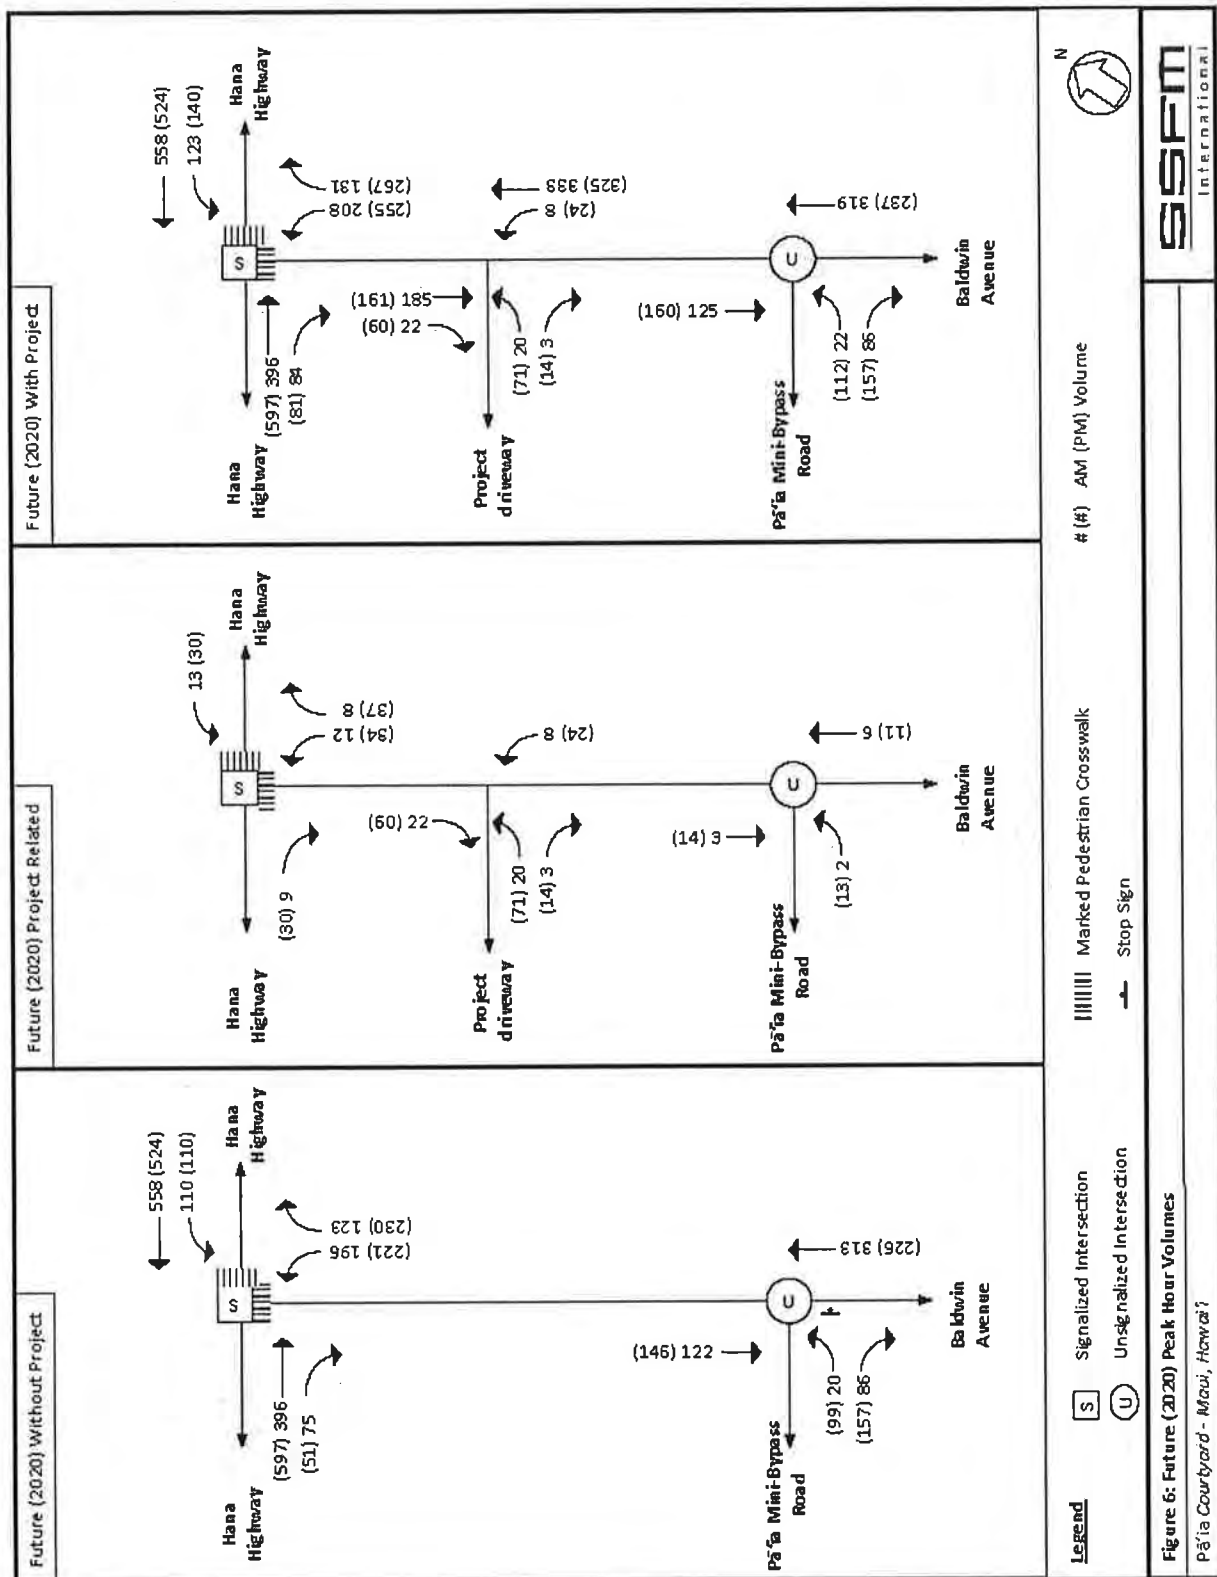 Future (2020) Without Project
558 (524)
110 (110)
Hana
Highway
Hana
Highway
S
(597) 396
(51) 75
(221) 196
(230) 123
(146) 122
U
(226) 313
Pā'ia Mini-Bypass
Road
(99) 20
(157) 86
Baldwin
Avenue
Future (2020) Project Related
13 (30)
Hana
Highway
Hana
Highway
S
(30) 9
(34) 12
(37) 8
(60) 22
(24) 8
Project
driveway
(71) 20
(14) 3
(14) 3
U
(11) 6
Pā'ia Mini-Bypass
Road
(13) 2
Baldwin
Avenue
Future (2020) With Project
558 (524)
123 (140)
Hana
Highway
Hana
Highway
S
(597) 396
(81) 84
(255) 208
(267) 131
(161) 185
(60) 22
(24) 8
(325) 333
Project
driveway
(71) 20
(14) 3
(160) 125
U
(237) 319
Pā'ia Mini-Bypass
Road
(112) 22
(157) 86
Baldwin
Avenue
Legend
S Signalized Intersection
U Unsignalized Intersection
Marked Pedestrian Crosswalk
Stop Sign
#(#) AM (PM) Volume
N
Figure 6: Future (2020) Peak Hour Volumes
Pā'ia Courtyard - Maui, Hawai'i
SSFM
International